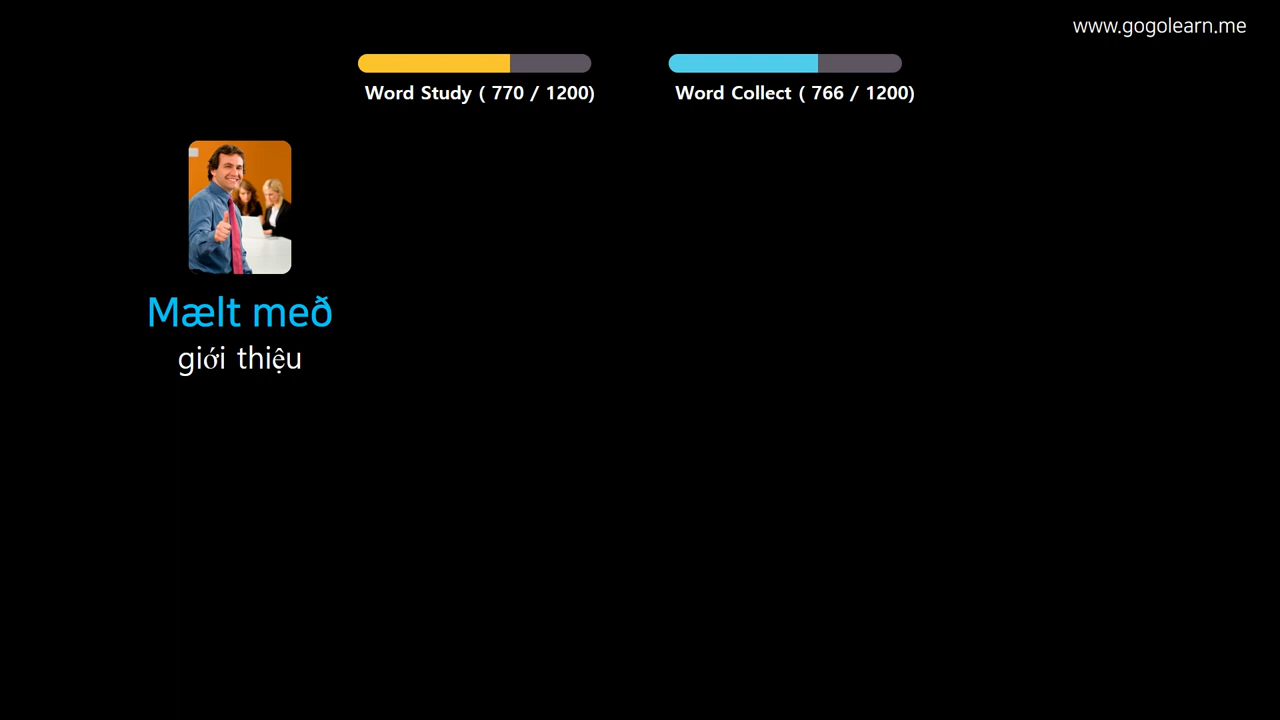 www.gogolearn.me
Word Study ( 770 / 1200)
Word Collect ( 766 / 1200)
Mælt með
giới thiệu